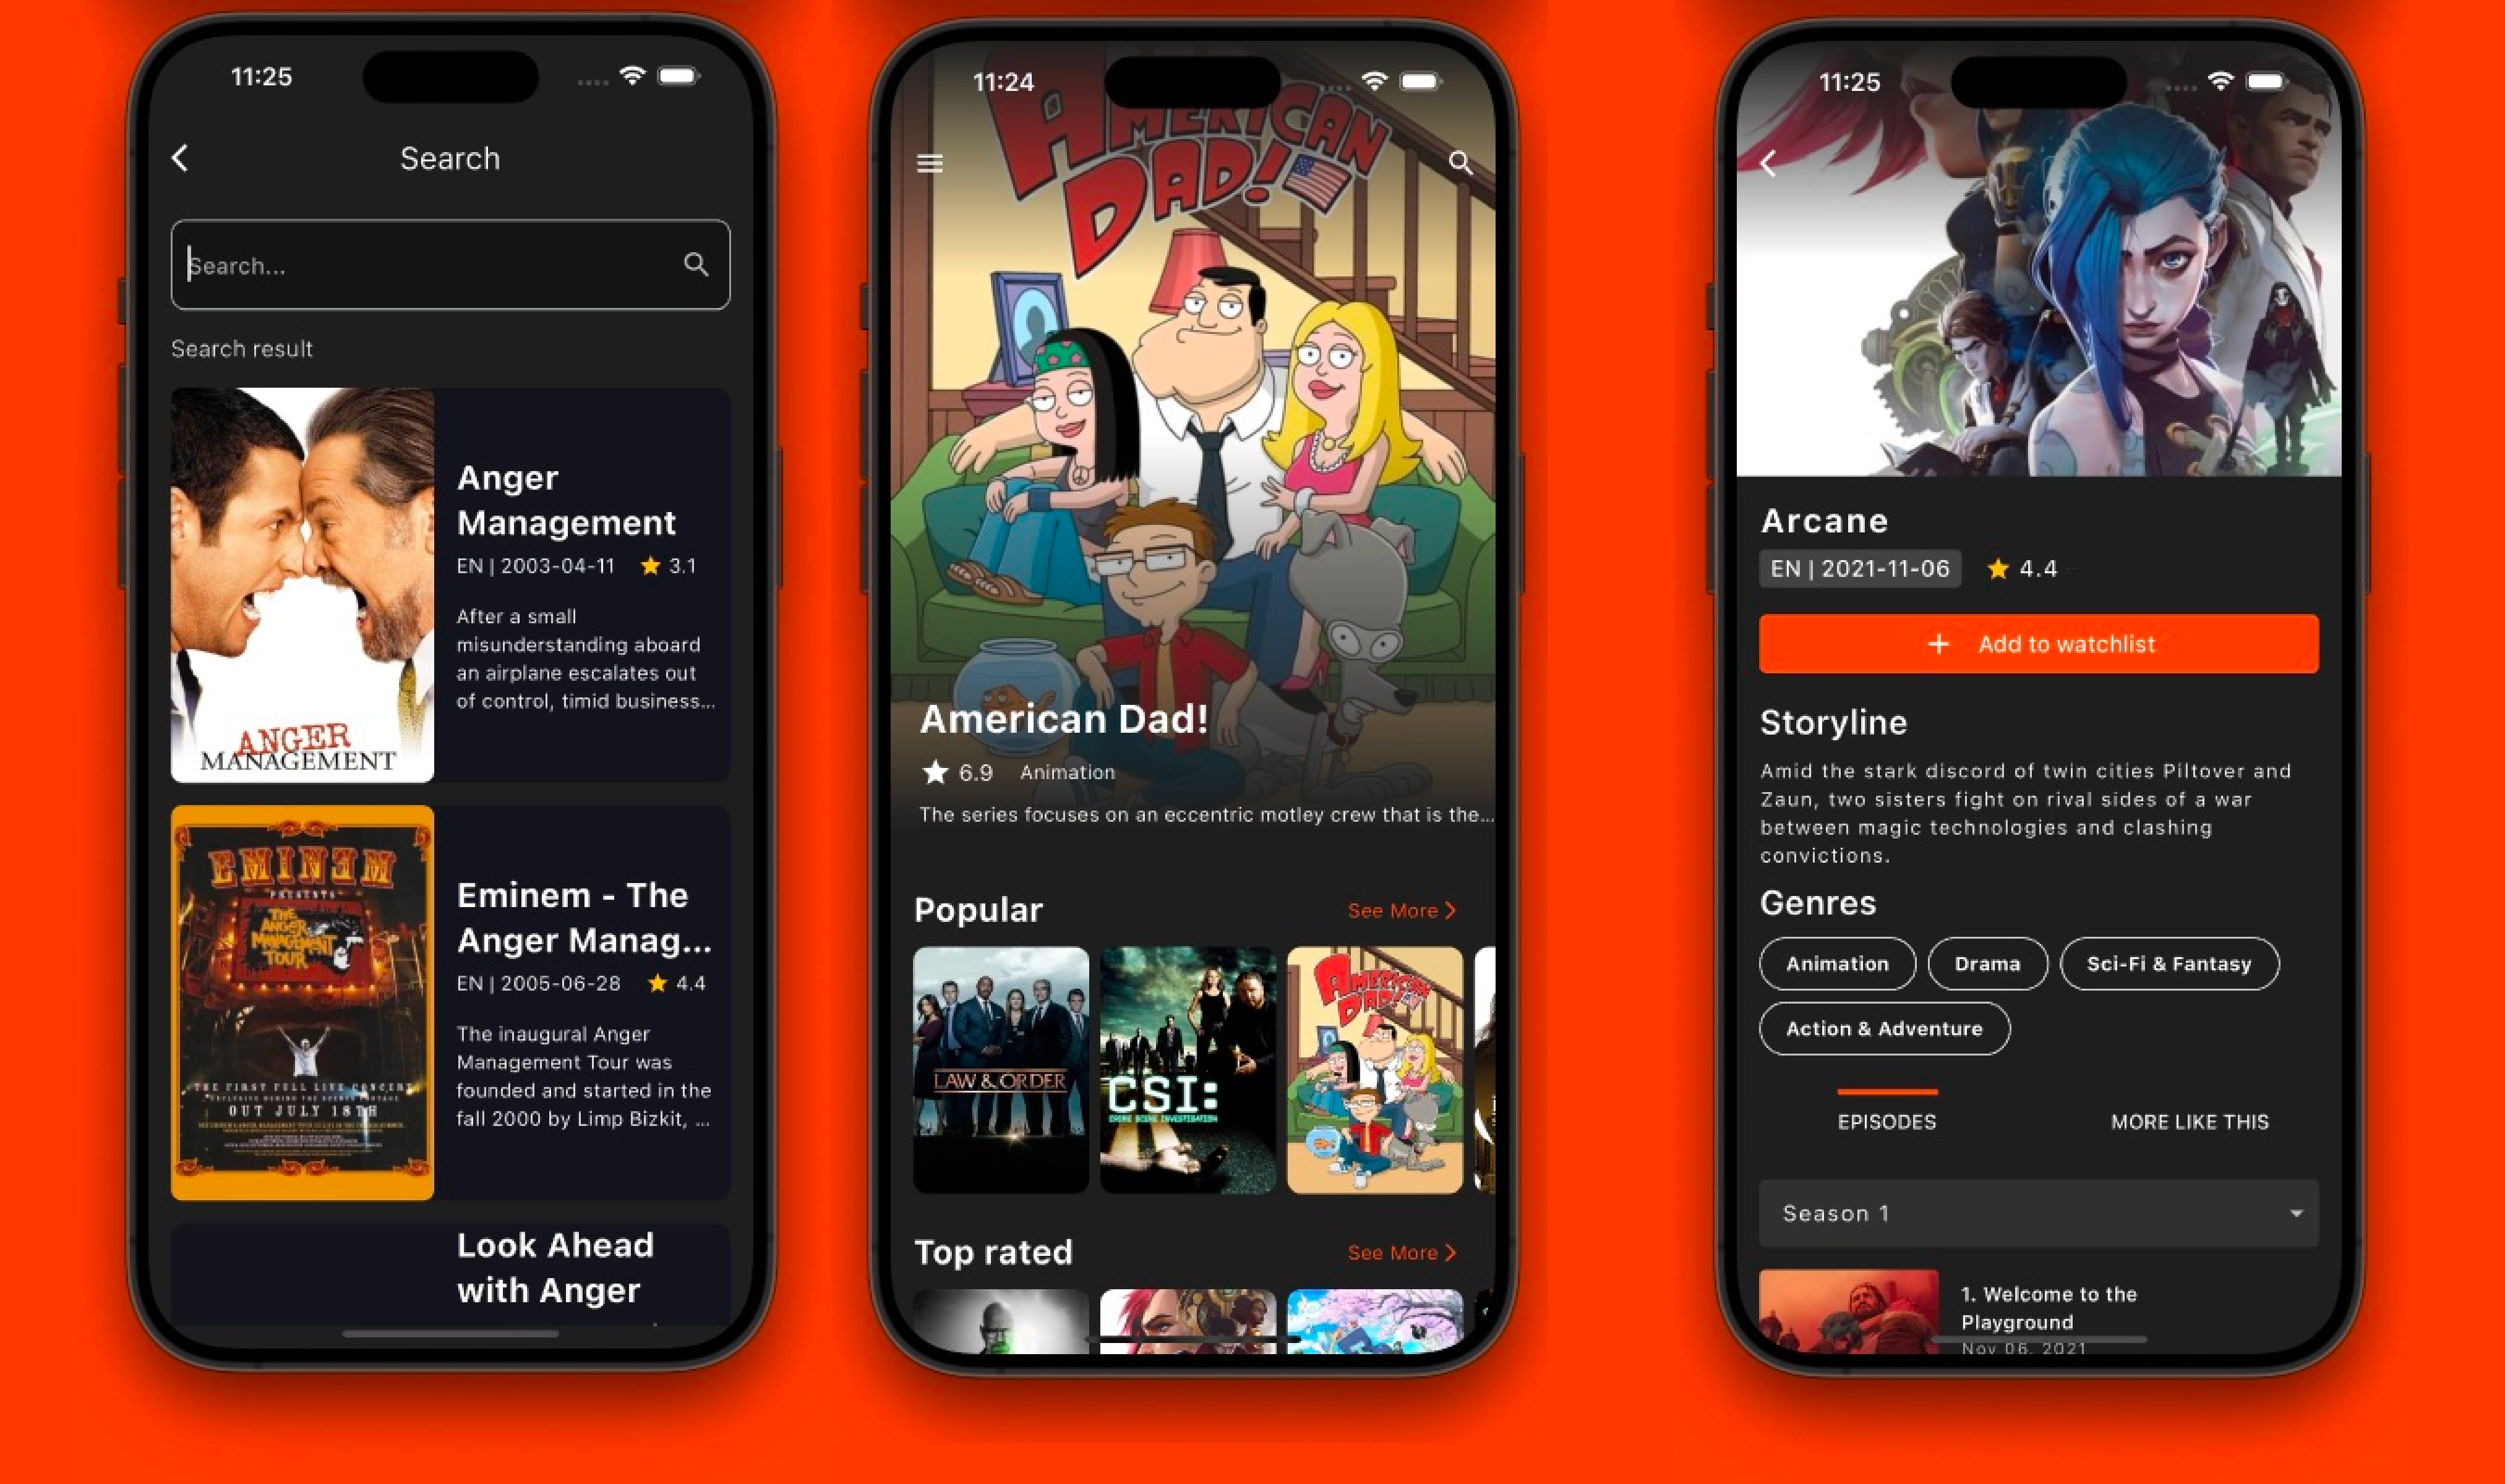 11:25
Search
Search...
Search result
ANGER
MANAGEMENT
Anger
Management
EN | 2003-04-11 3.1
After a small
misunderstanding aboard
an airplane escalates out
of control, timid business...
EMINEM
PRESENTS
THE
ANGER
MANAGEMENT
TOUR
THE FIRST FULL LIVE CONCERT
OUT JULY 18TH
Eminem - The
Anger Manag...
EN | 2005-06-28 4.4
The inaugural Anger
Management Tour was
founded and started in the
fall 2000 by Limp Bizkit, ...
Look Ahead
with Anger
11:24
AMERICAN
DAD!
American Dad!
6.9 Animation
The series focuses on an eccentric motley crew that is the...
Popular
See More
LAW & ORDER
CSI:
CRIME SCENE INVESTIGATION
AMERICAN
DAD!
Top rated
See More
11:25
Arcane
EN | 2021-11-06 4.4
+ Add to watchlist
Storyline
Amid the stark discord of twin cities Piltover and
Zaun, two sisters fight on rival sides of a war
between magic technologies and clashing
convictions.
Genres
Animation
Drama
Sci-Fi & Fantasy
Action & Adventure
EPISODES
MORE LIKE THIS
Season 1
1. Welcome to the
Playground
Nov 06, 2021